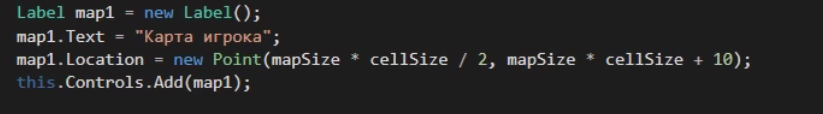 Label map1 = new Label();
map1.Text = "Карта игрока";
map1.Location = new Point(mapSize * cellSize / 2, mapSize * cellSize + 10);
this.Controls.Add(map1);